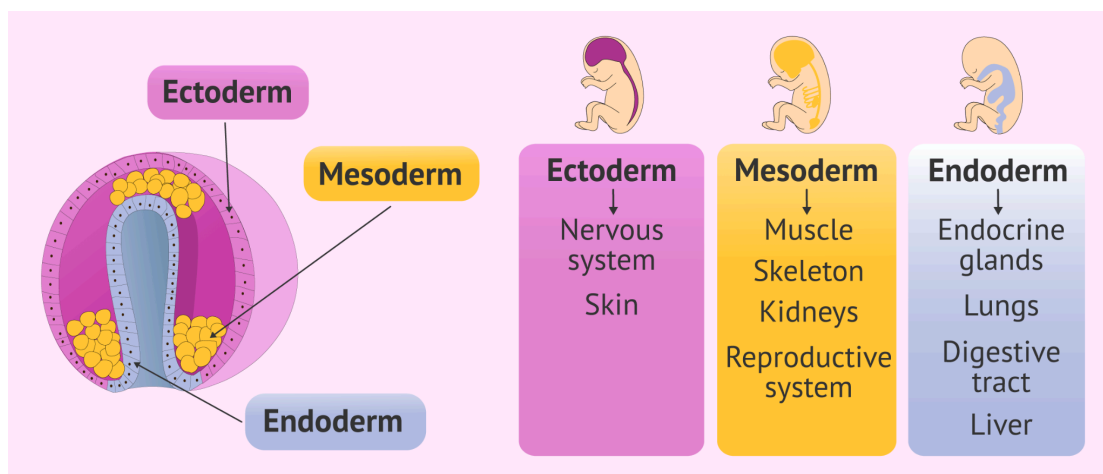 Ectoderm
Mesoderm
Endoderm
Ectoderm
Nervous
system
Skin
Mesoderm
Muscle
Skeleton
Kidneys
Reproductive
system
Endoderm
Endocrine
glands
Lungs
Digestive
tract
Liver